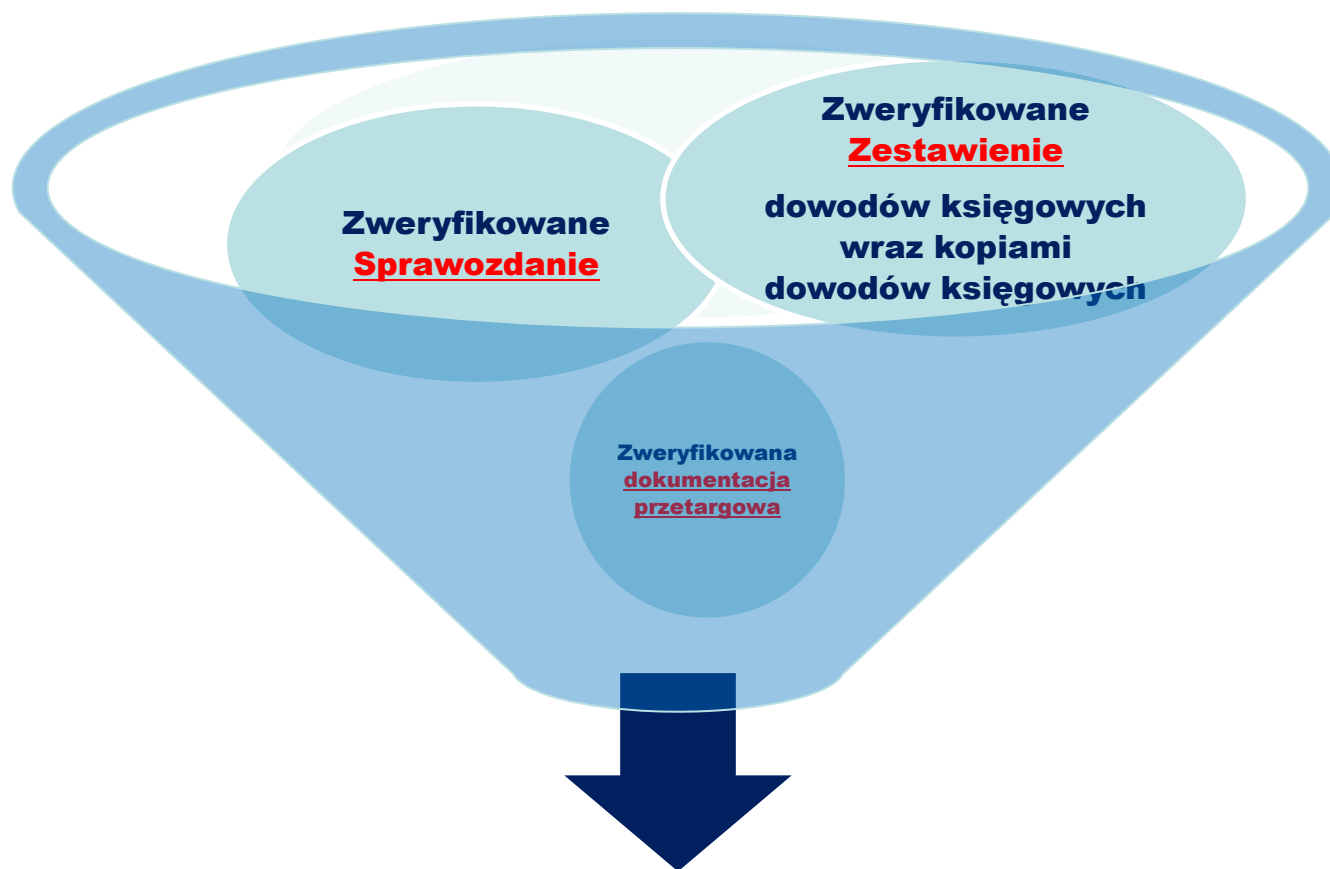 Zweryfikowane
Sprawozdanie
Zweryfikowane
Zestawienie
dowodów księgowych
wraz kopiami
dowodów księgowych
Zweryfikowana
dokumentacja
przetargowa